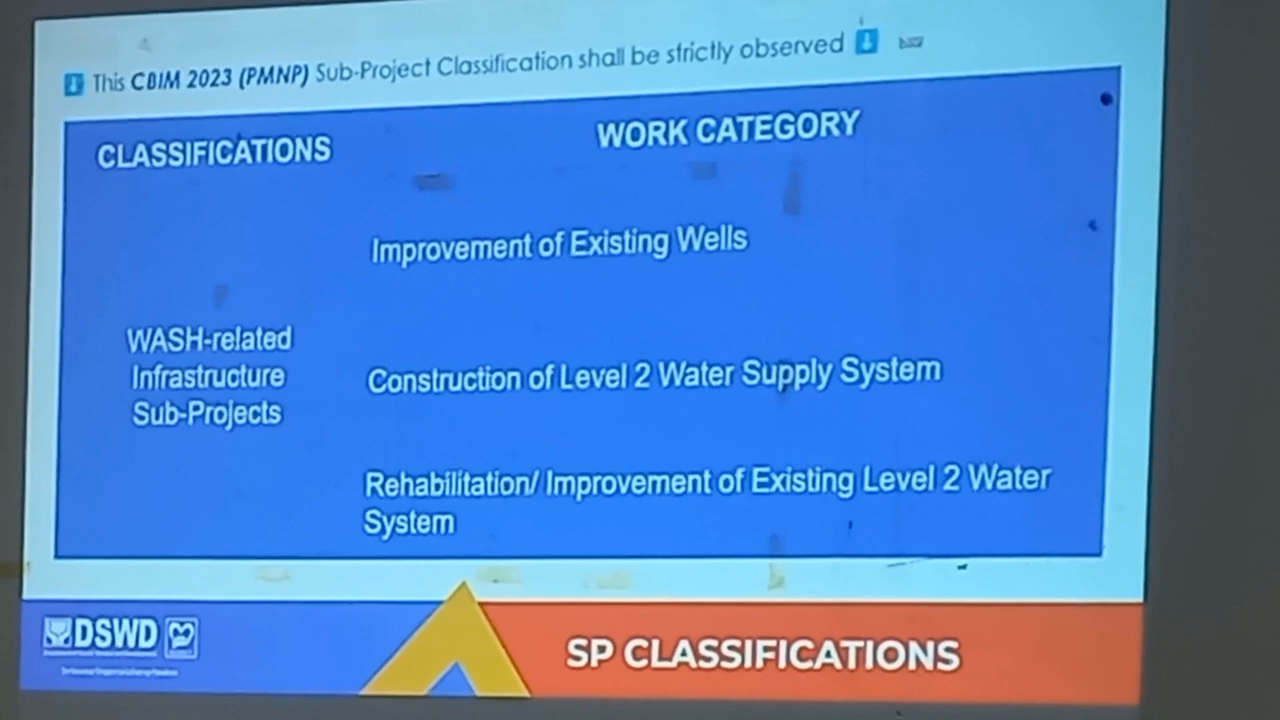 This CBIM 2023 (PMNP) Sub-Project Classification shall be strictly observed
CLASSIFICATIONS
WORK CATEGORY
Improvement of Existing Wells
WASH-related
Infrastructure
Sub-Projects
Construction of Level 2 Water Supply System
Rehabilitation/ Improvement of Existing Level 2 Water
System
DSWD
SP CLASSIFICATIONS